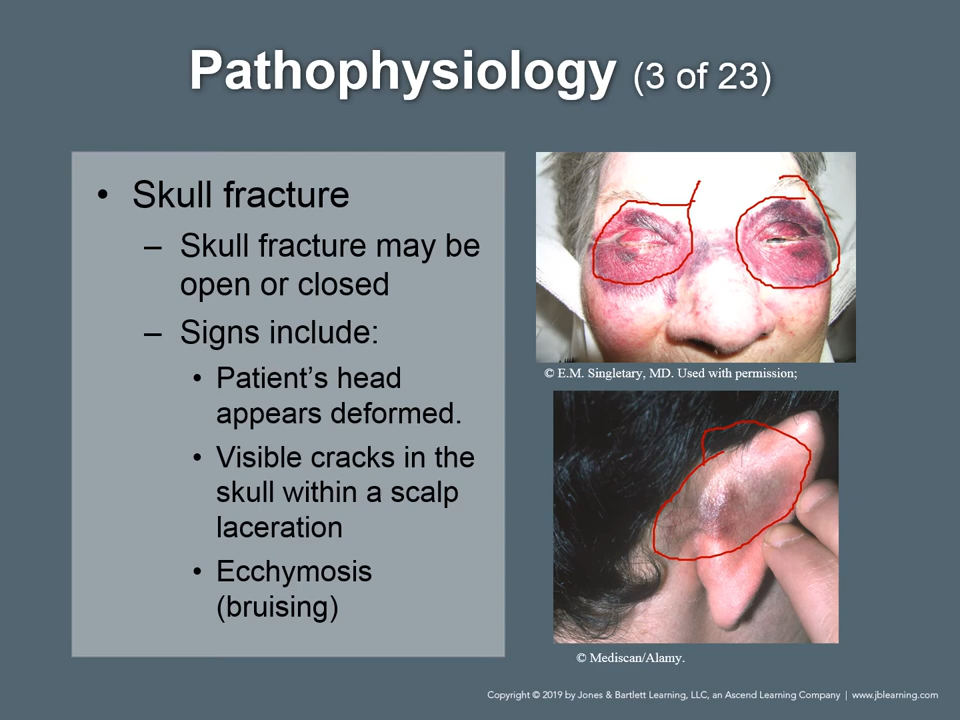 Pathophysiology (3 of 23)
• Skull fracture
– Skull fracture may be
open or closed
– Signs include:
• Patient’s head
appears deformed.
• Visible cracks in the
skull within a scalp
laceration
• Ecchymosis
(bruising)
© E.M. Singletary, MD. Used with permission;
© Mediscan/Alamy.
Copyright © 2019 by Jones & Bartlett Learning, LLC, an Ascend Learning Company | www.jblearning.com